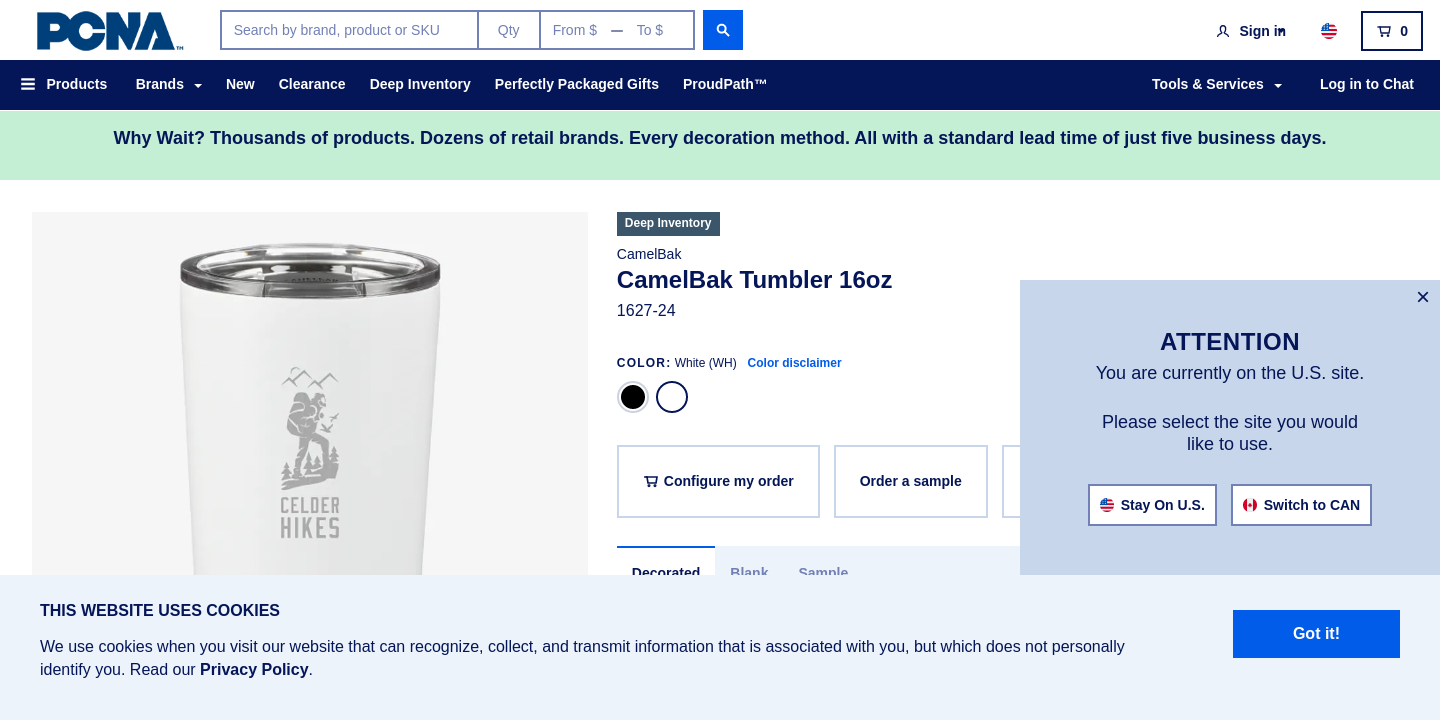 PCNA™
Search by brand, product or SKU
Qty
From $ — To $
Sign in
0
Products
Brands
New
Clearance
Deep Inventory
Perfectly Packaged Gifts
ProudPath™
Tools & Services
Log in to Chat
Why Wait? Thousands of products. Dozens of retail brands. Every decoration method. All with a standard lead time of just five business days.
CELDER
HIKES
Deep Inventory
CamelBak
CamelBak Tumbler 16oz
1627-24
COLOR: White (WH) Color disclaimer
Configure my order
Order a sample
Decorated
Blank
Sample
×
ATTENTION
You are currently on the U.S. site.
Please select the site you would
like to use.
Stay On U.S.
Switch to CAN
THIS WEBSITE USES COOKIES
We use cookies when you visit our website that can recognize, collect, and transmit information that is associated with you, but which does not personally
identify you. Read our Privacy Policy.
Got it!